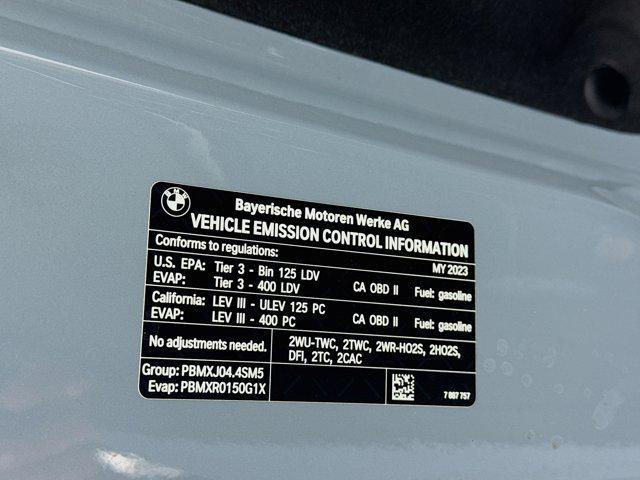 BMW
Bayerische Motoren Werke AG
VEHICLE EMISSION CONTROL INFORMATION
Conforms to regulations: MY 2023
U.S. EPA: Tier 3 - Bin 125 LDV CA OBD II Fuel: gasoline
EVAP: Tier 3 - 400 LDV
California: LEV III - ULEV 125 PC CA OBD II Fuel: gasoline
EVAP: LEV III - 400 PC
No adjustments needed.
2WU-TWC, 2TWC, 2WR-HO2S, 2HO2S,
DFI, 2TC, 2CAC
Group: PBMXJ04.4SM5
Evap: PBMXR0150G1X
7 887 757